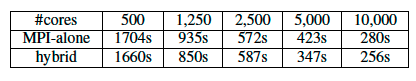 #cores 500 1,250 2,500 5,000 10,000
MPI-alone 1704s 935s 572s 423s 280s
hybrid 1660s 850s 587s 347s 256s